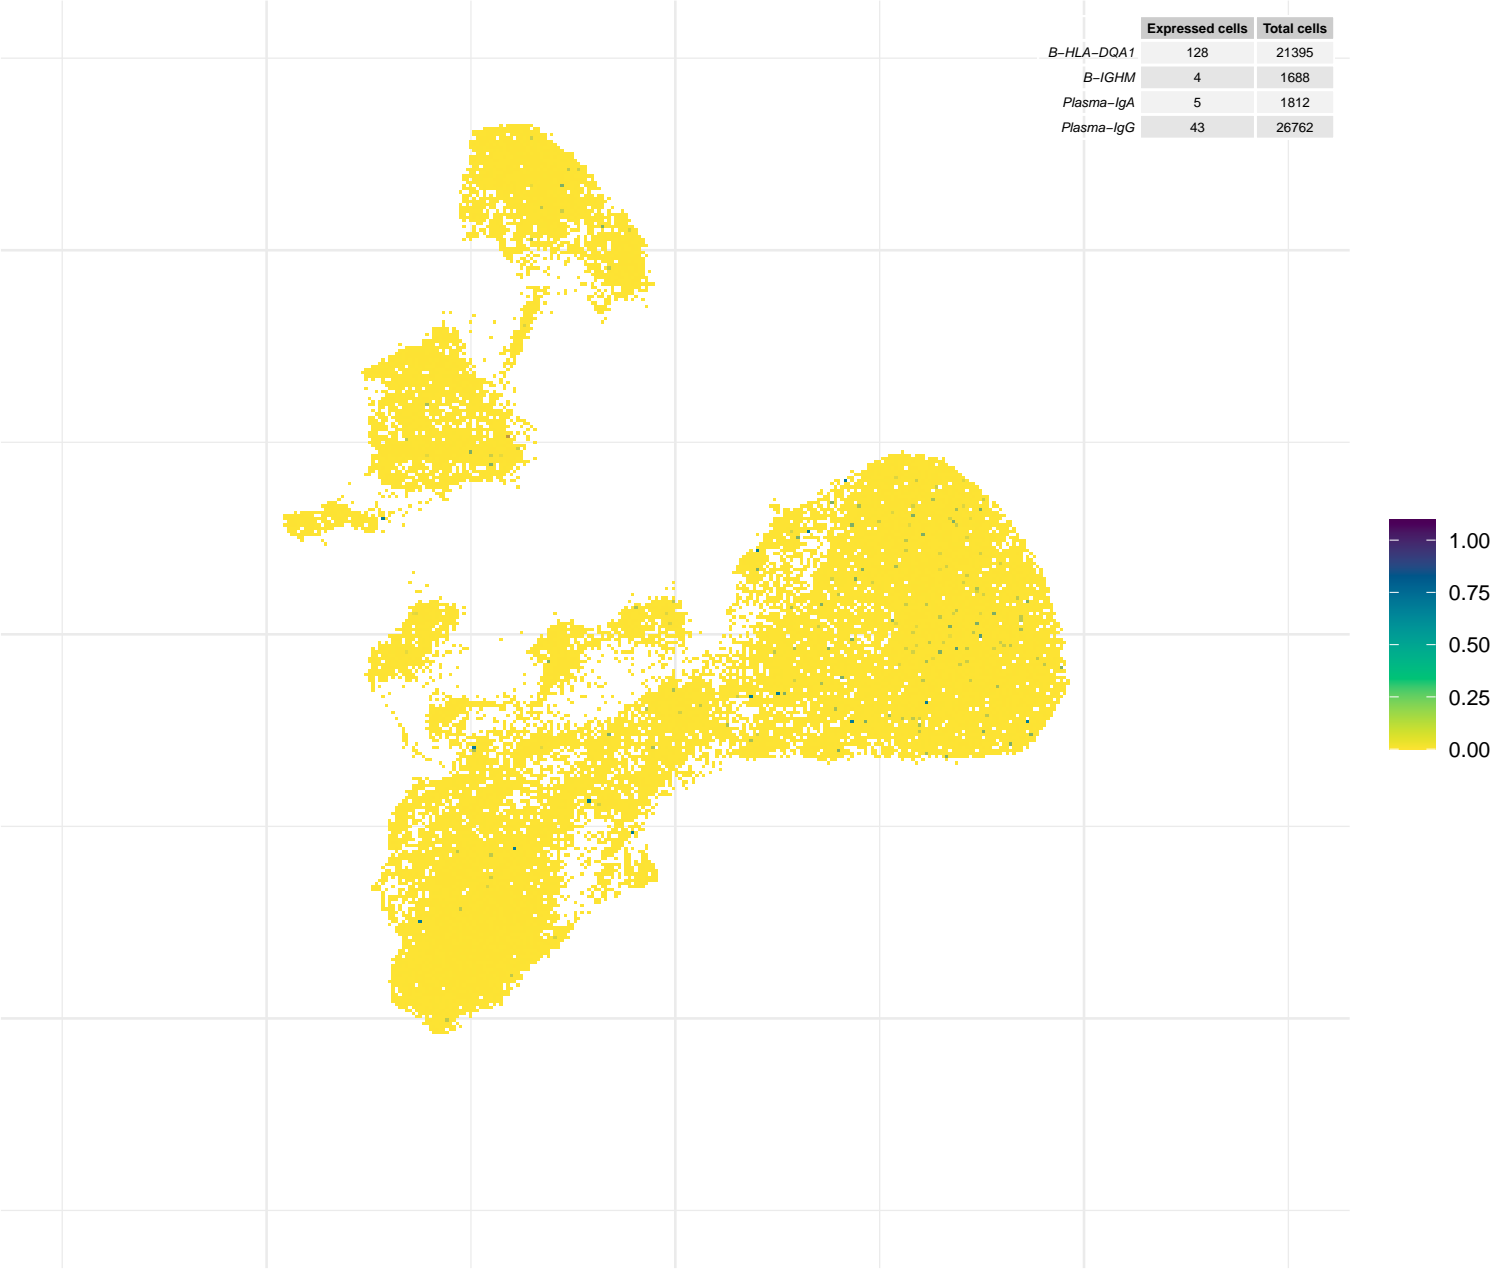 Expressed cells Total cells
B−HLA−DQA1 128 21395
B−IGHM 4 1688
Plasma−IgA 5 1812
Plasma−IgG 43 26762
1.00
0.75
0.50
0.25
0.00